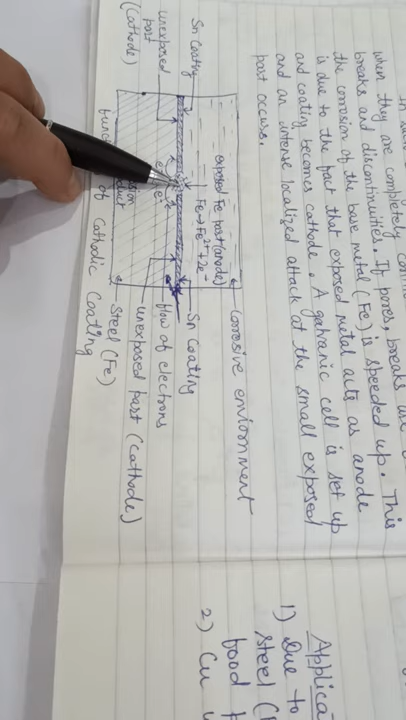 when they are completely
breaks and discontinuities. If pores, breaks are
the corrosion of the base metal (Fe) is speeded up. This
is due to the fact that exposed metal acts as anode
and coating becomes cathode. A galvanic cell is set up
and an intense localized attack at the small exposed
part occurs.
Corrosive enviornment
exposed Fe part (anode)
Fe → Fe2+ + 2e-
Sn Coating
Sn Coating
unexposed
part
(Cathode)
flow of electrons
unexposed part (cathode)
Steel (Fe)
of Cathodic Coating
Applica
1) Due to
Steel (
food
2) Cu